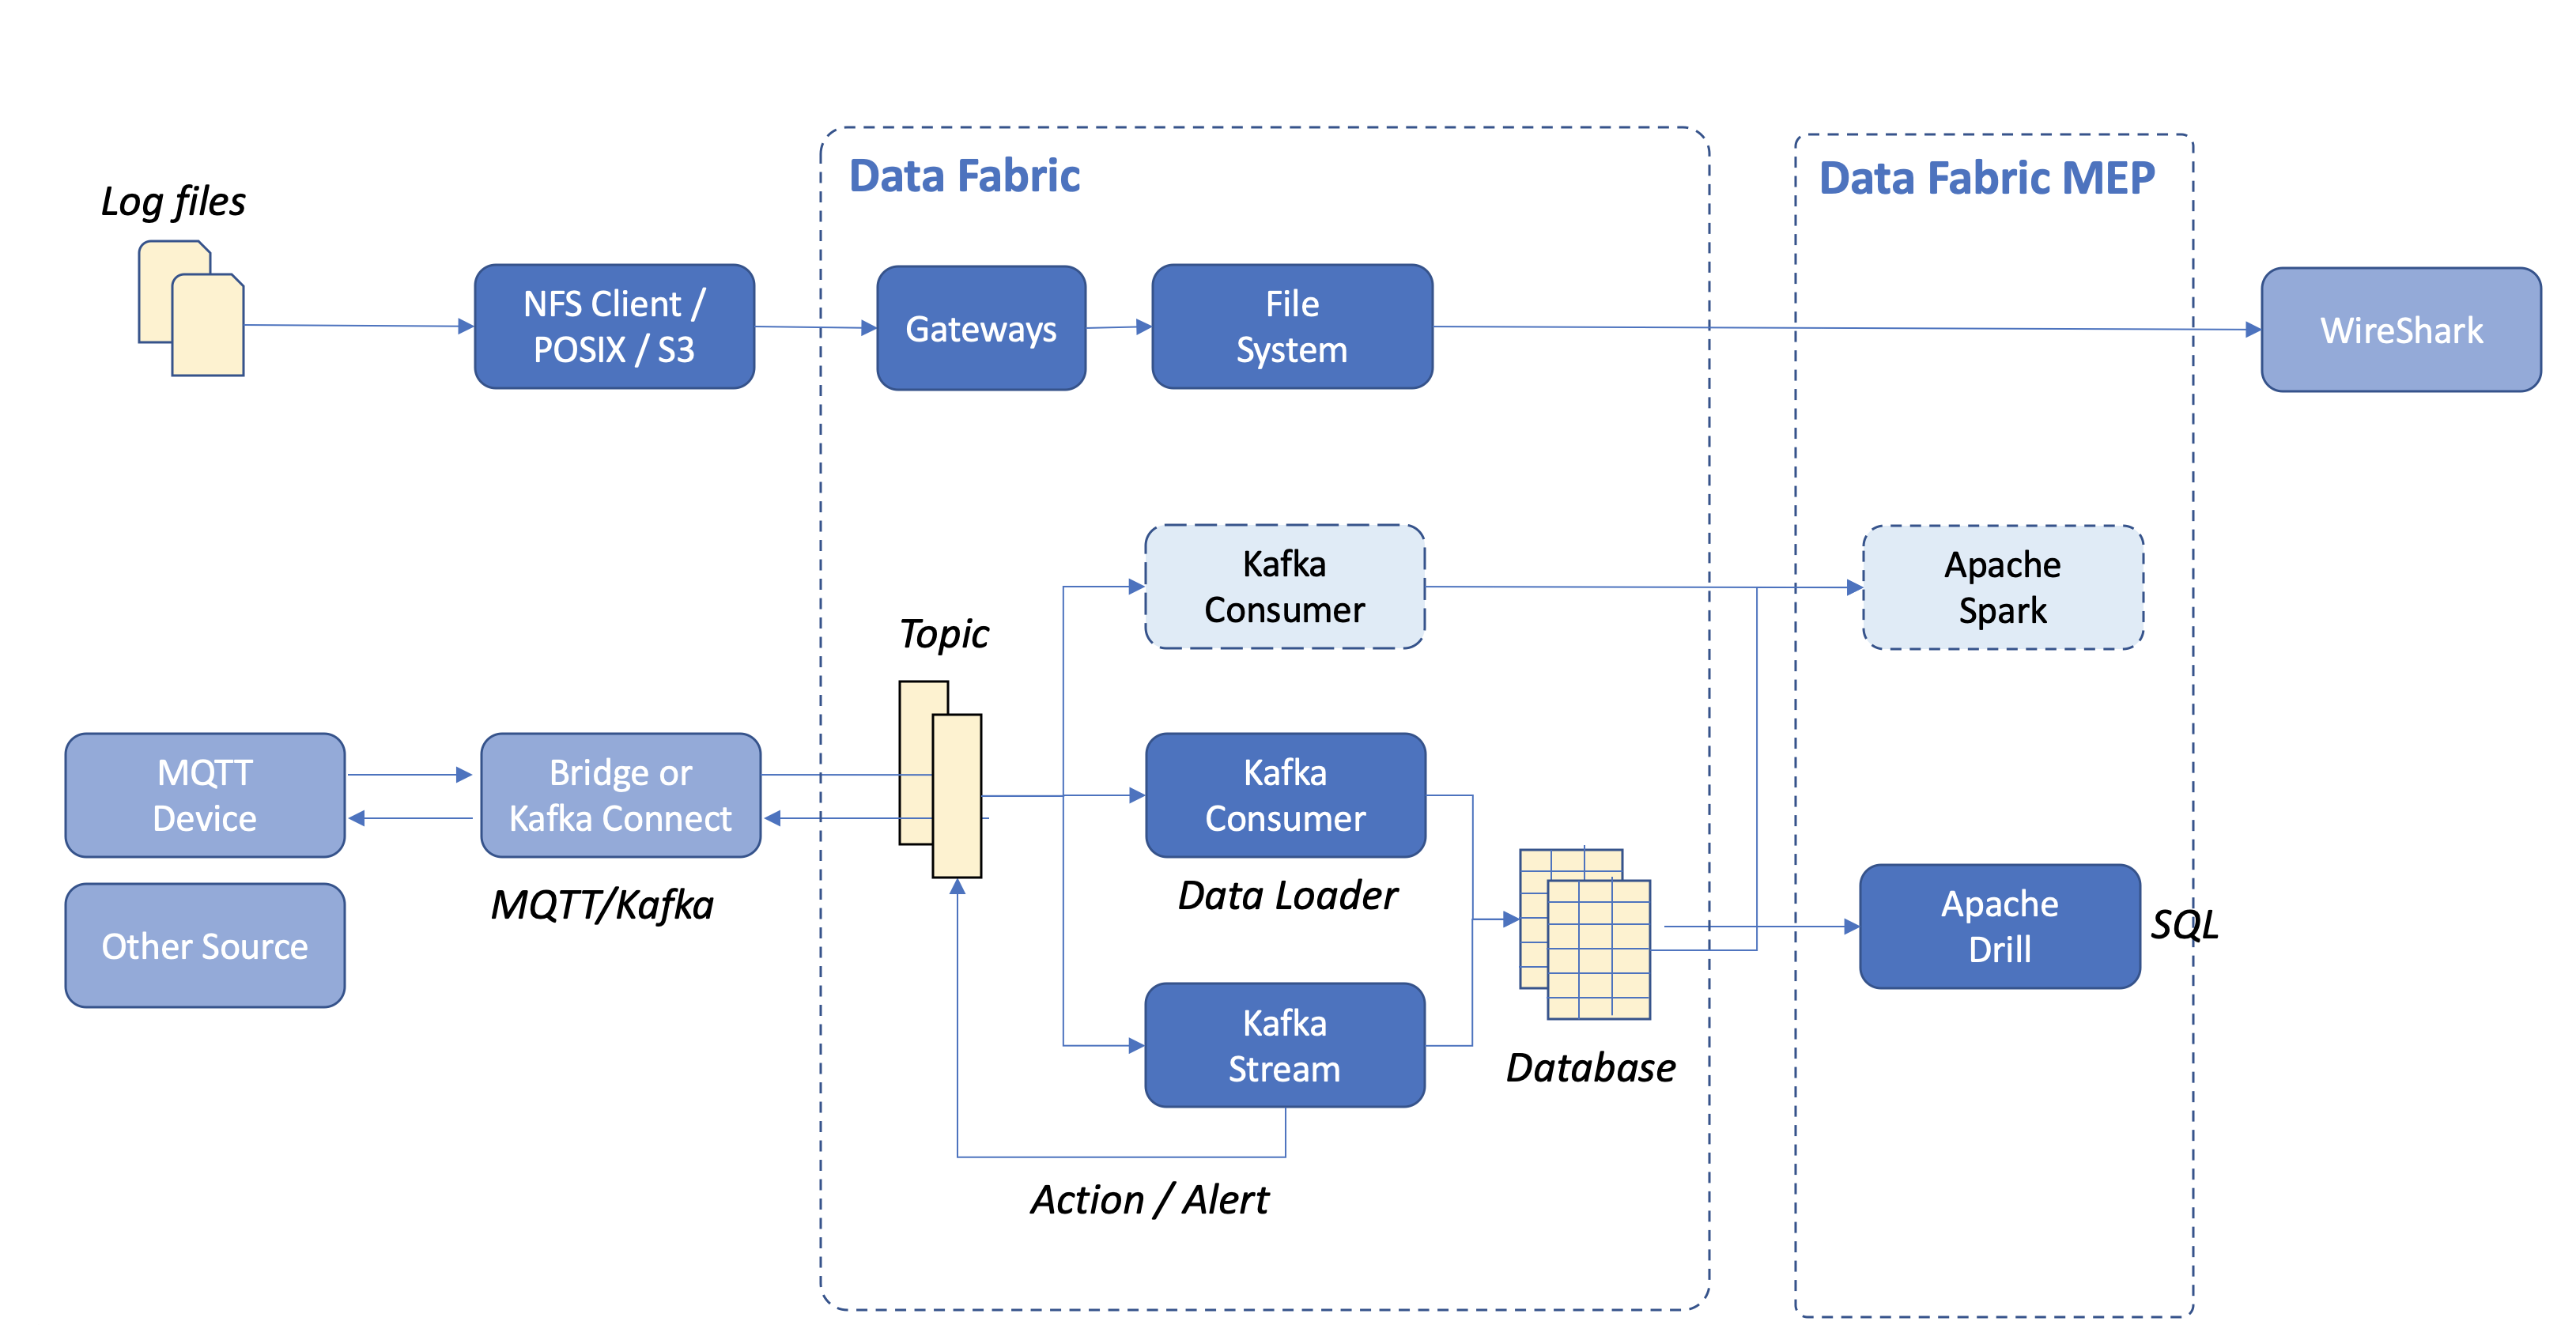 Data Fabric
Data Fabric MEP
Log files
NFS Client /
POSIX / S3
Gateways
File
System
WireShark
Kafka
Consumer
Apache
Spark
Topic
MQTT
Device
Bridge or
Kafka Connect
Kafka
Consumer
MQTT/Kafka
Data Loader
Other Source
Apache
Drill
SQL
Kafka
Stream
Database
Action / Alert